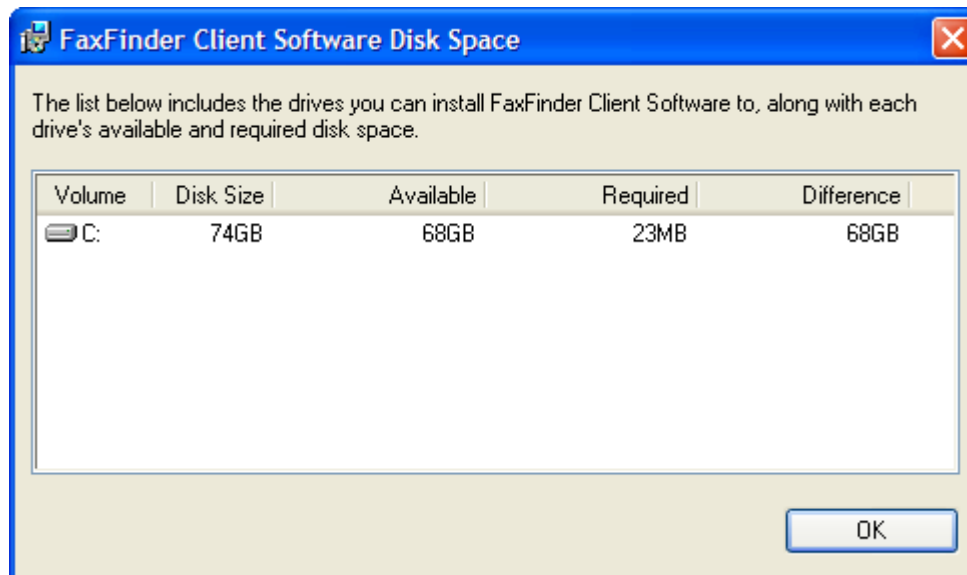 FaxFinder Client Software Disk Space
The list below includes the drives you can install FaxFinder Client Software to, along with each
drive's available and required disk space.
Volume Disk Size Available Required Difference
C: 74GB 68GB 23MB 68GB
OK